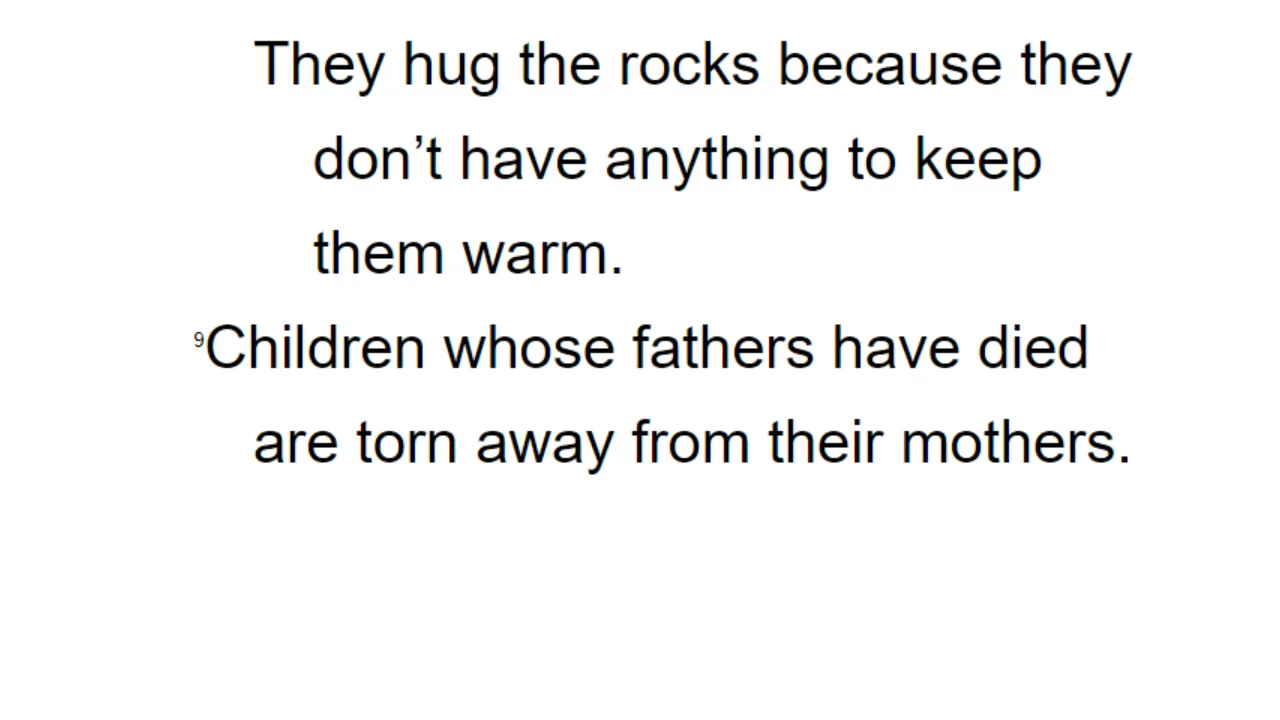 They hug the rocks because they
don’t have anything to keep
them warm.
⁹Children whose fathers have died
are torn away from their mothers.